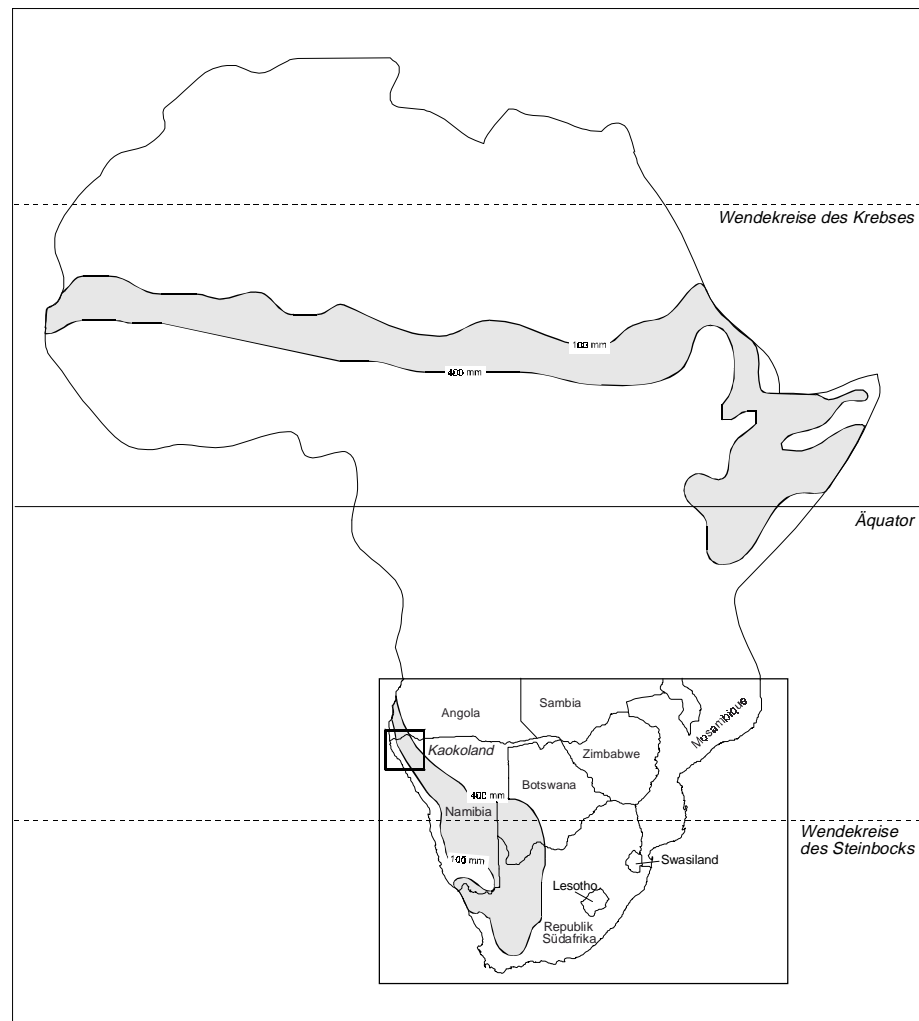 Wendekreise des Krebses
100 mm
400 mm
Äquator
Angola
Sambia
Mosambique
Kaokoland
Zimbabwe
Botswana
400 mm
Namibia
Wendekreise
des Steinbocks
100 mm
Swasiland
Lesotho
Republik
Südafrika